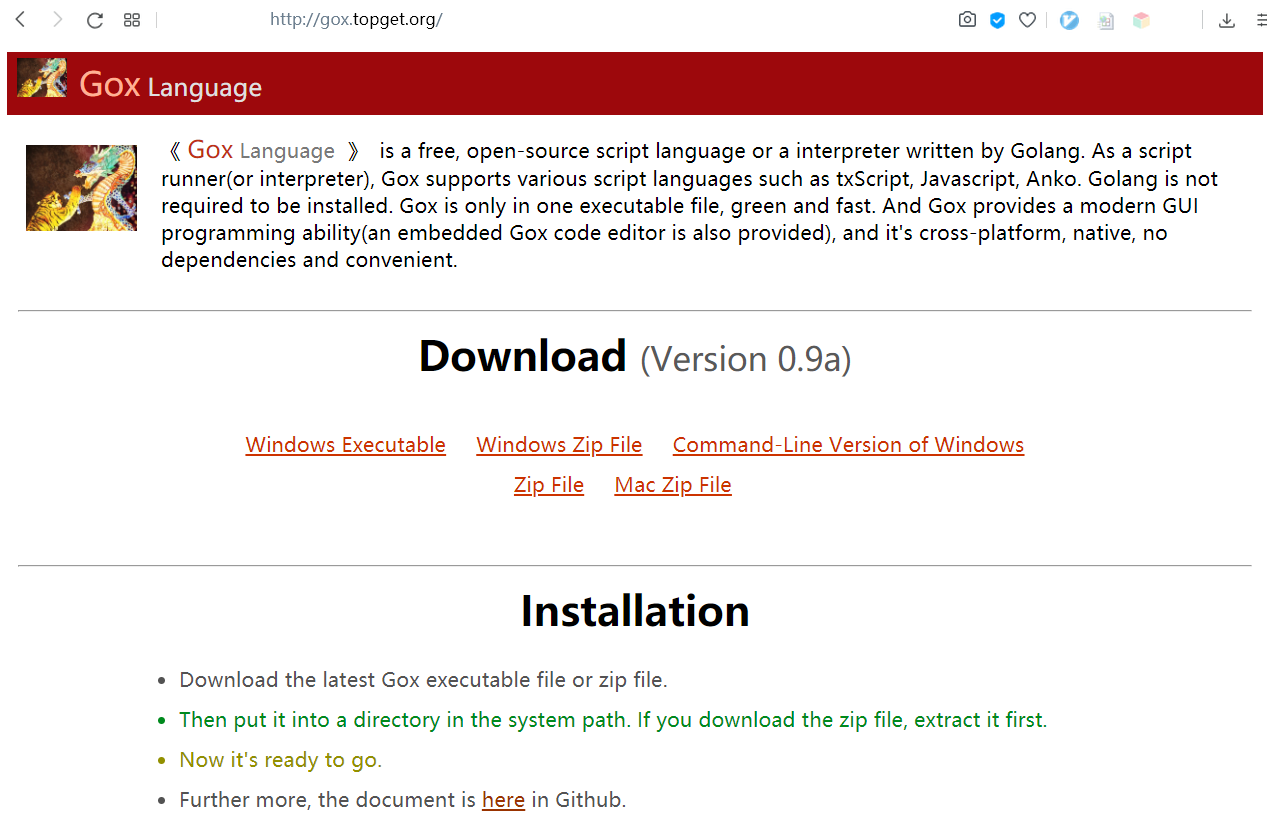 http://gox.topget.org/
Gox Language
《 Gox Language 》 is a free, open-source script language or a interpreter written by Golang. As a script
runner(or interpreter), Gox supports various script languages such as txScript, Javascript, Anko. Golang is not
required to be installed. Gox is only in one executable file, green and fast. And Gox provides a modern GUI
programming ability(an embedded Gox code editor is also provided), and it's cross-platform, native, no
dependencies and convenient.
Download (Version 0.9a)
Windows Executable Windows Zip File Command-Line Version of Windows
Zip File Mac Zip File
Installation
• Download the latest Gox executable file or zip file.
• Then put it into a directory in the system path. If you download the zip file, extract it first.
• Now it's ready to go.
• Further more, the document is here in Github.